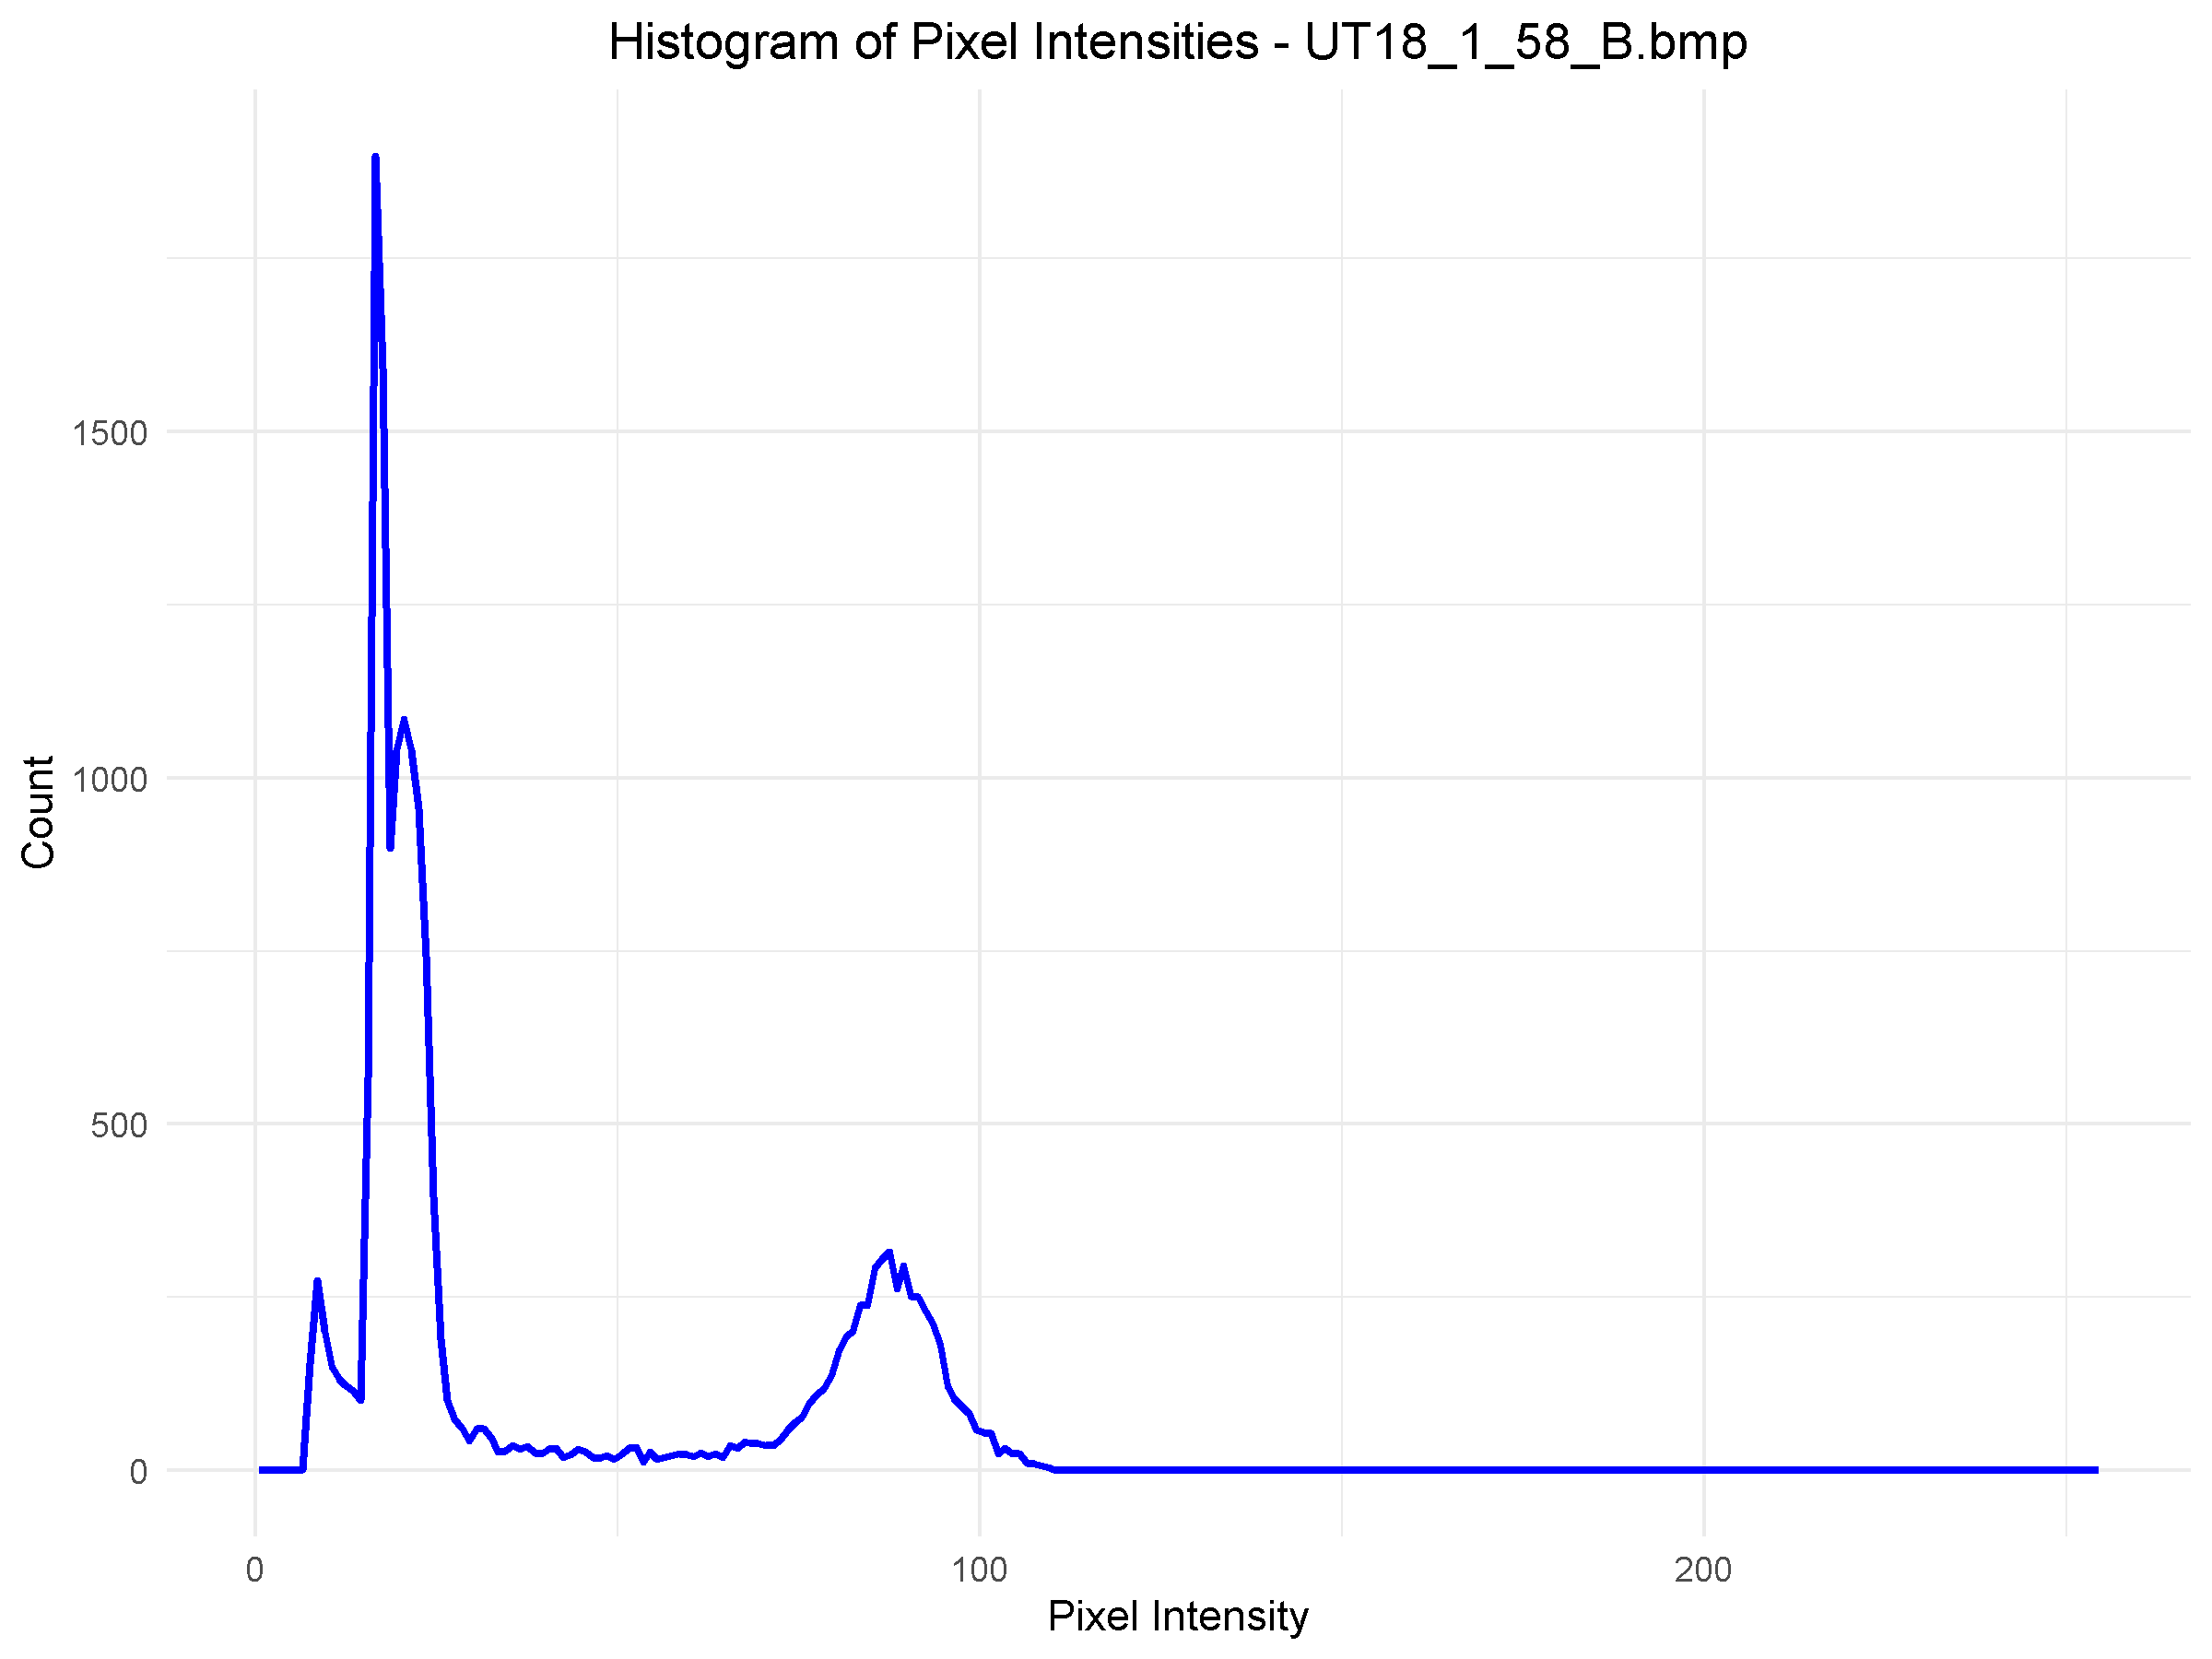 Histogram of Pixel Intensities - UT18_1_58_B.bmp
1500
1000
500
0
Count
0 100 200
Pixel Intensity